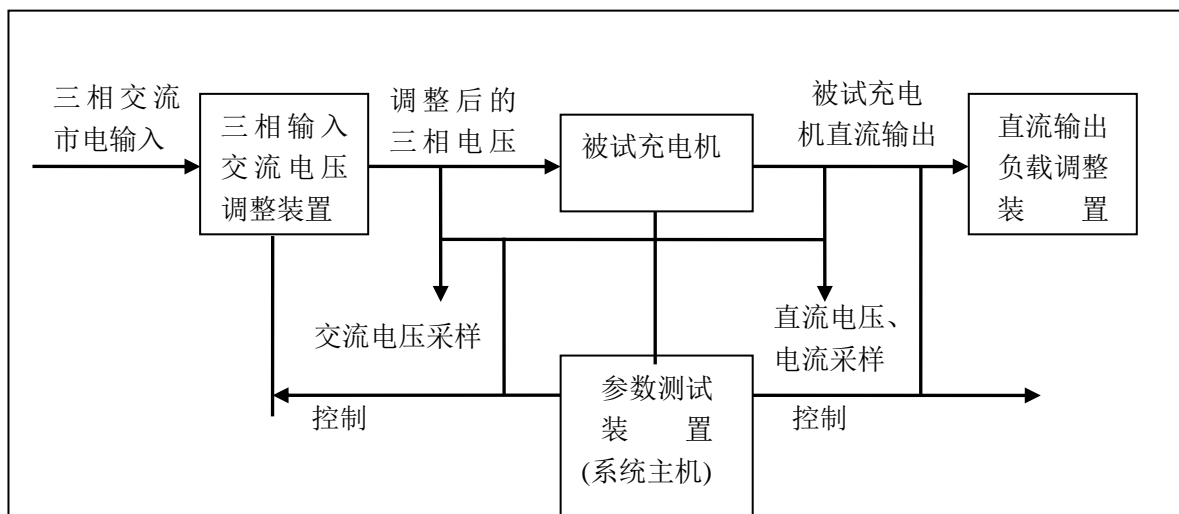 三相交流
市电输入
三相输入
交流电压
调整装置
调整后的
三相电压
被试充电机
被试充电
机直流输出
直流输出
负载调整
装置
交流电压采样
直流电压、
电流采样
控制
参数测试
装置
(系统主机)
控制